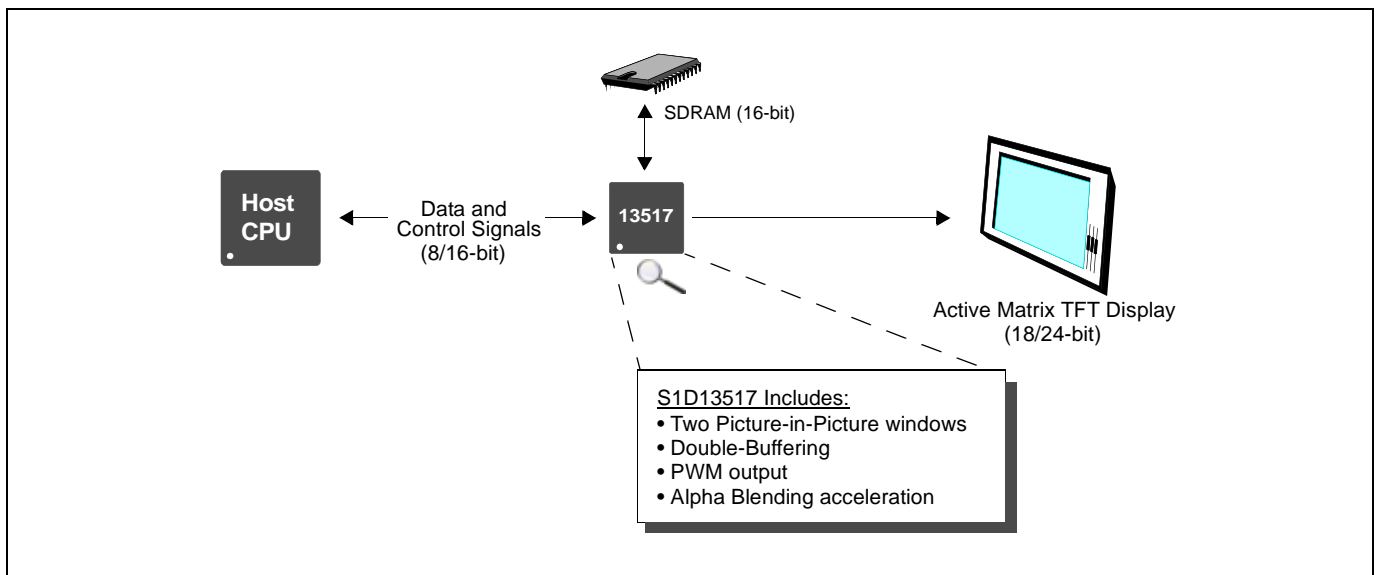 SDRAM (16-bit)
Host
CPU
Data and
Control Signals
(8/16-bit)
13517
Active Matrix TFT Display
(18/24-bit)
S1D13517 Includes:
• Two Picture-in-Picture windows
• Double-Buffering
• PWM output
• Alpha Blending acceleration